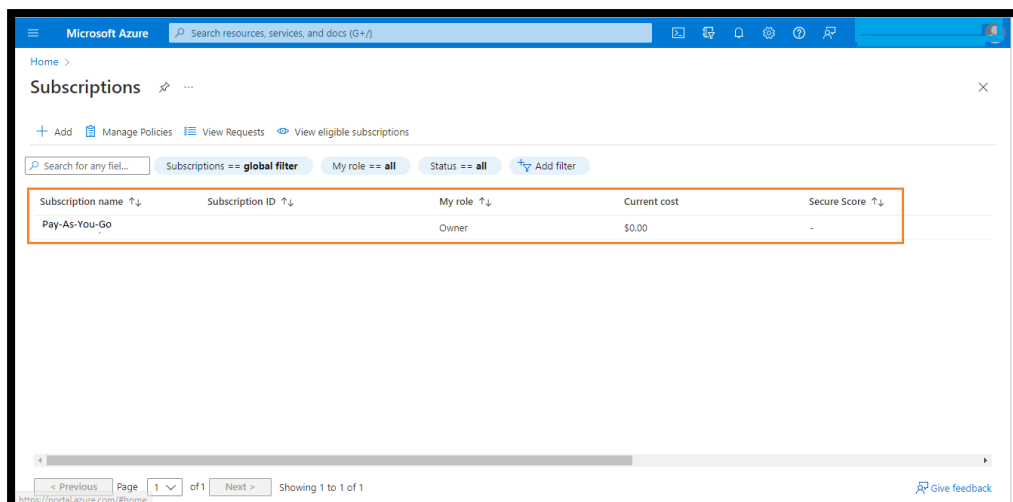 Microsoft Azure Search resources, services, and docs (G+/)
Home >
Subscriptions ...
+ Add Manage Policies View Requests View eligible subscriptions
Search for any fiel... Subscriptions == global filter My role == all Status == all Add filter
Subscription name ↑↓ Subscription ID ↑↓ My role ↑↓ Current cost Secure Score ↑↓
Pay-As-You-Go Owner $0.00 -
< Previous Page 1 of 1 Next > Showing 1 to 1 of 1 Give feedback
https://portal.azure.com/#home